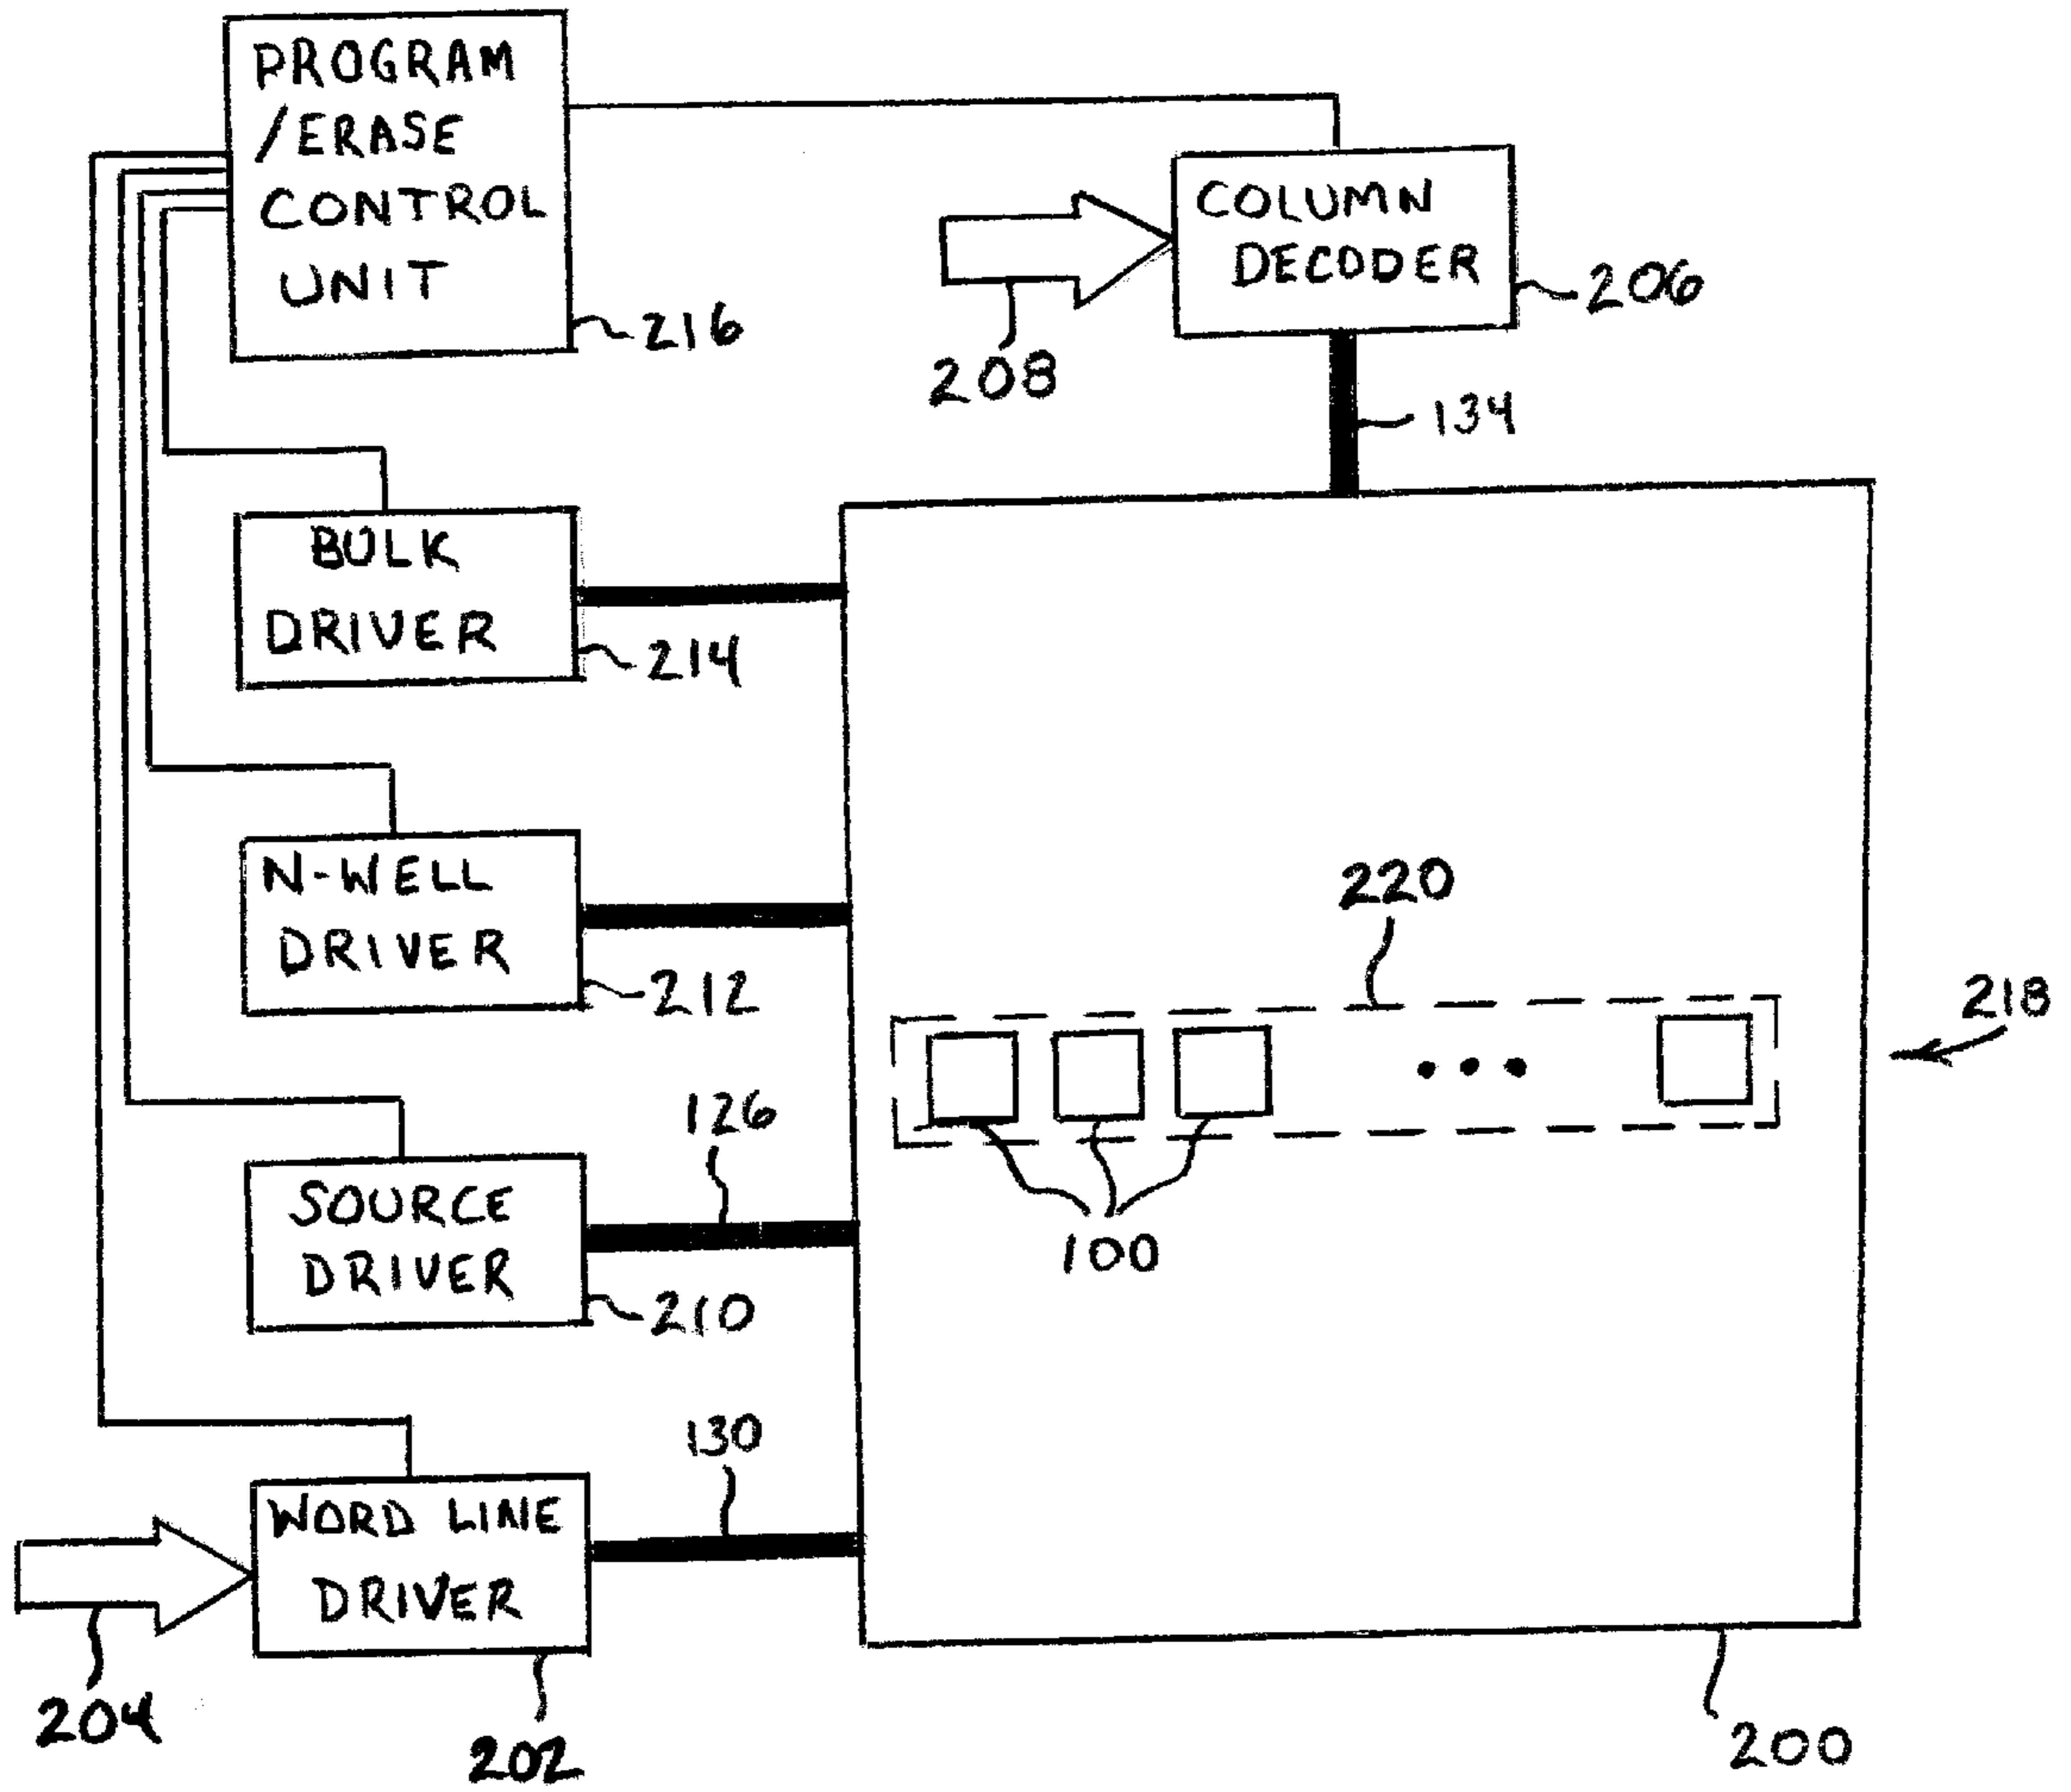 PROGRAM
/ERASE
CONTROL
UNIT
216
COLUMN
DECODER
206
208
134
BULK
DRIVER
214
N-WELL
DRIVER
212
220
218
100
126
SOURCE
DRIVER
210
130
WORD LINE
DRIVER
204
202
200